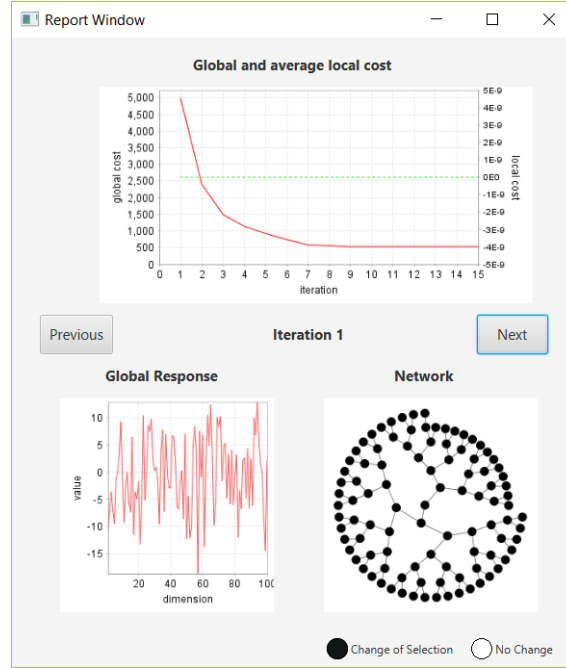 Report Window
Global and average local cost
5,000
4,500
4,000
3,500
3,000
2,500
2,000
1,500
1,000
500
0
global cost
5E-9
4E-9
3E-9
2E-9
1E-9
0E0
-1E-9
-2E-9
-3E-9
-4E-9
-5E-9
local cost
0 1 2 3 4 5 6 7 8 9 10 11 12 13 14 15
iteration
Previous
Iteration 1
Next
Global Response
Network
10
5
0
-5
-10
-15
value
20 40 60 80 100
dimension
Change of Selection
No Change